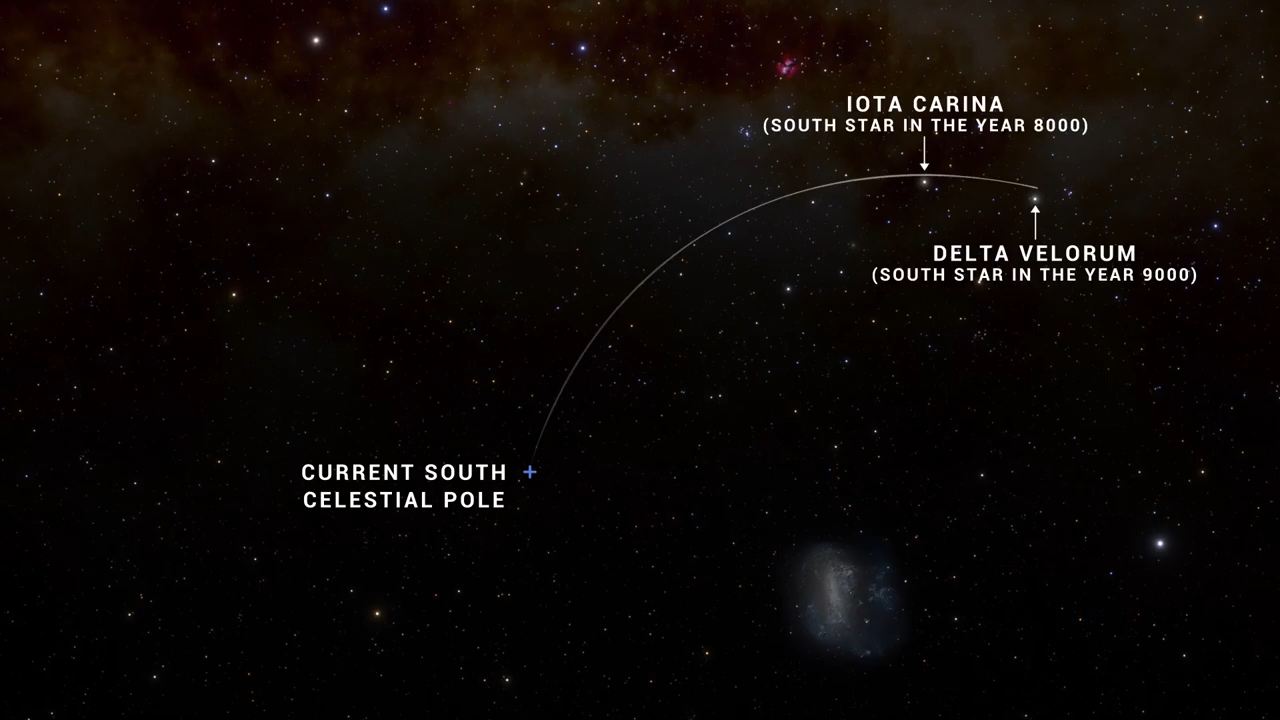 IOTA CARINA
(SOUTH STAR IN THE YEAR 8000)
DELTA VELORUM
(SOUTH STAR IN THE YEAR 9000)
CURRENT SOUTH
CELESTIAL POLE